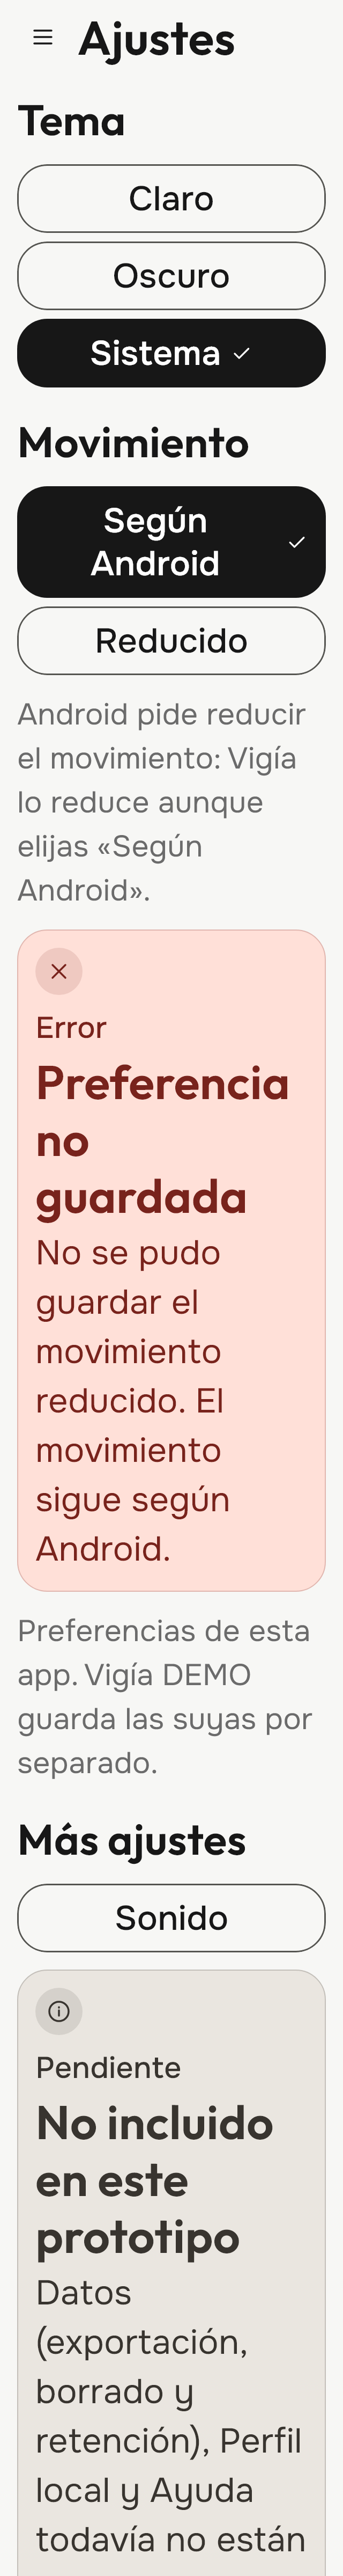 Ajustes
Tema
Claro
Oscuro
Sistema
Movimiento
Según
Android
Reducido
Android pide reducir
el movimiento: Vigía
lo reduce aunque
elijas «Según
Android».
Error
Preferencia
no
guardada
No se pudo
guardar el
movimiento
reducido. El
movimiento
sigue según
Android.
Preferencias de esta
app. Vigía DEMO
guarda las suyas por
separado.
Más ajustes
Sonido
Pendiente
No incluido
en este
prototipo
Datos
(exportación,
borrado y
retención), Perfil
local y Ayuda
todavía no están